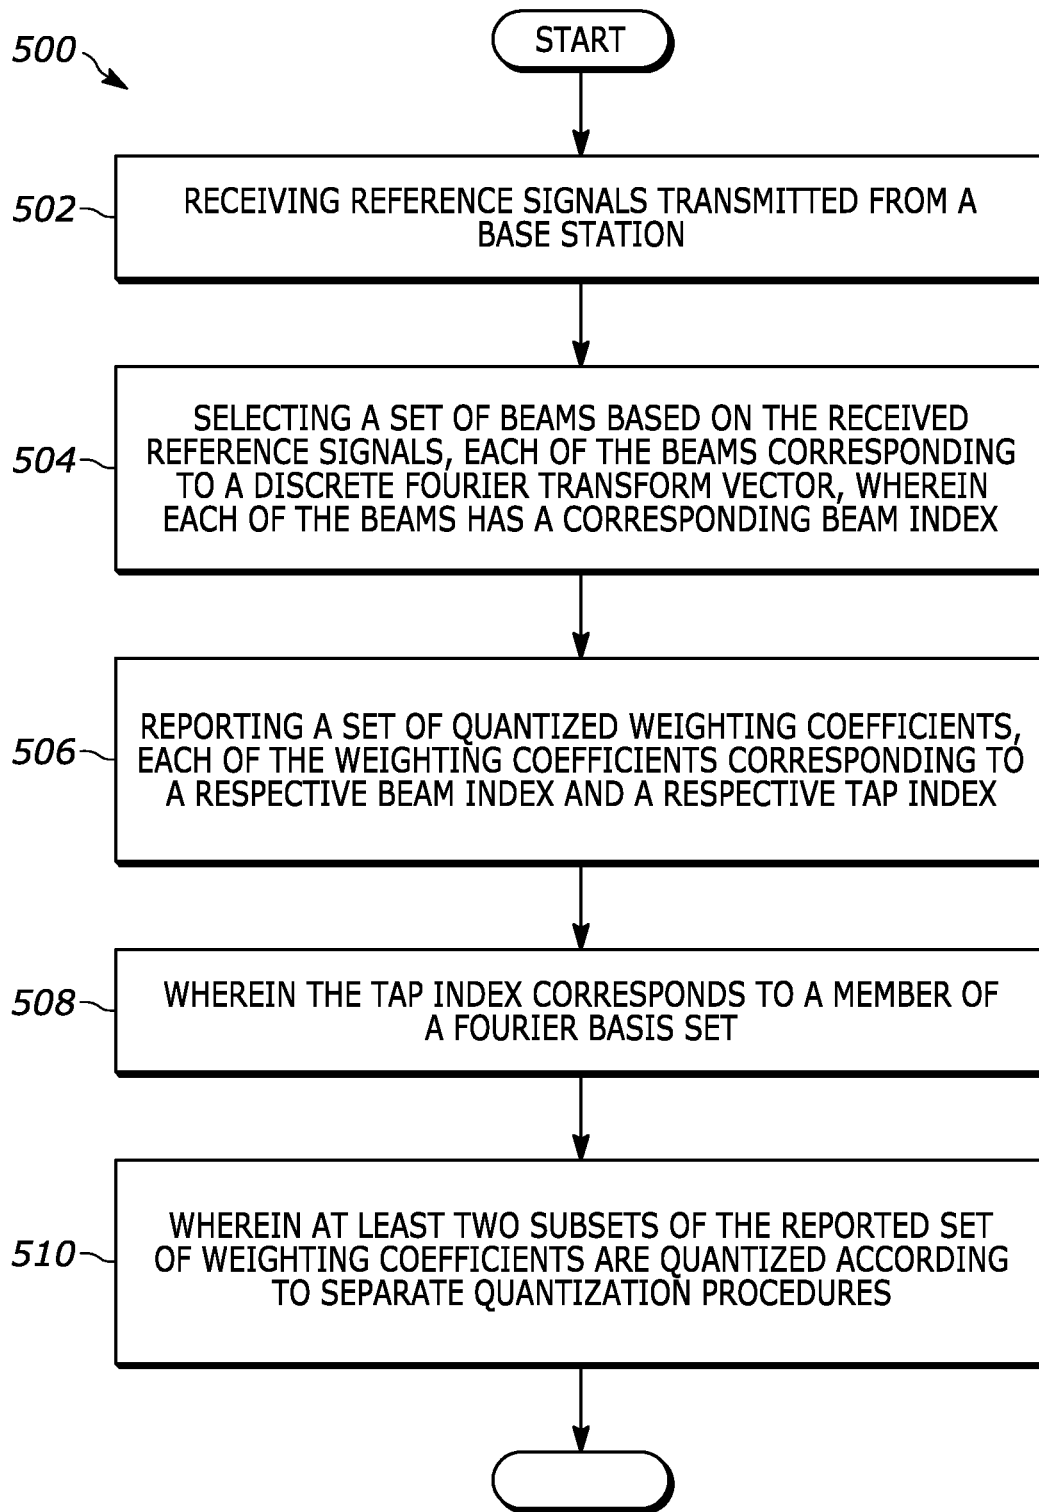 500
START
502
RECEIVING REFERENCE SIGNALS TRANSMITTED FROM A
BASE STATION
504
SELECTING A SET OF BEAMS BASED ON THE RECEIVED
REFERENCE SIGNALS, EACH OF THE BEAMS CORRESPONDING
TO A DISCRETE FOURIER TRANSFORM VECTOR, WHEREIN
EACH OF THE BEAMS HAS A CORRESPONDING BEAM INDEX
506
REPORTING A SET OF QUANTIZED WEIGHTING COEFFICIENTS,
EACH OF THE WEIGHTING COEFFICIENTS CORRESPONDING TO
A RESPECTIVE BEAM INDEX AND A RESPECTIVE TAP INDEX
508
WHEREIN THE TAP INDEX CORRESPONDS TO A MEMBER OF
A FOURIER BASIS SET
510
WHEREIN AT LEAST TWO SUBSETS OF THE REPORTED SET
OF WEIGHTING COEFFICIENTS ARE QUANTIZED ACCORDING
TO SEPARATE QUANTIZATION PROCEDURES